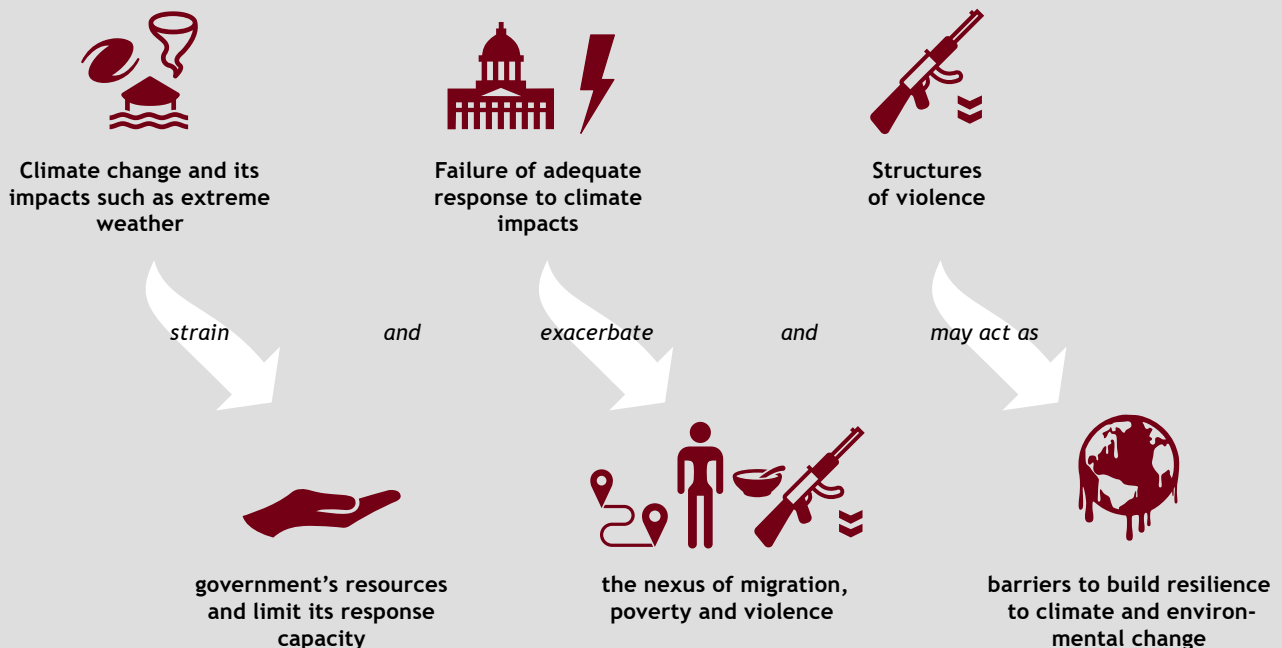 Climate change and its
impacts such as extreme
weather
Failure of adequate
response to climate
impacts
Structures
of violence
strain
and
exacerbate
and
may act as
government’s resources
and limit its response
capacity
the nexus of migration,
poverty and violence
barriers to build resilience
to climate and environ-
mental change